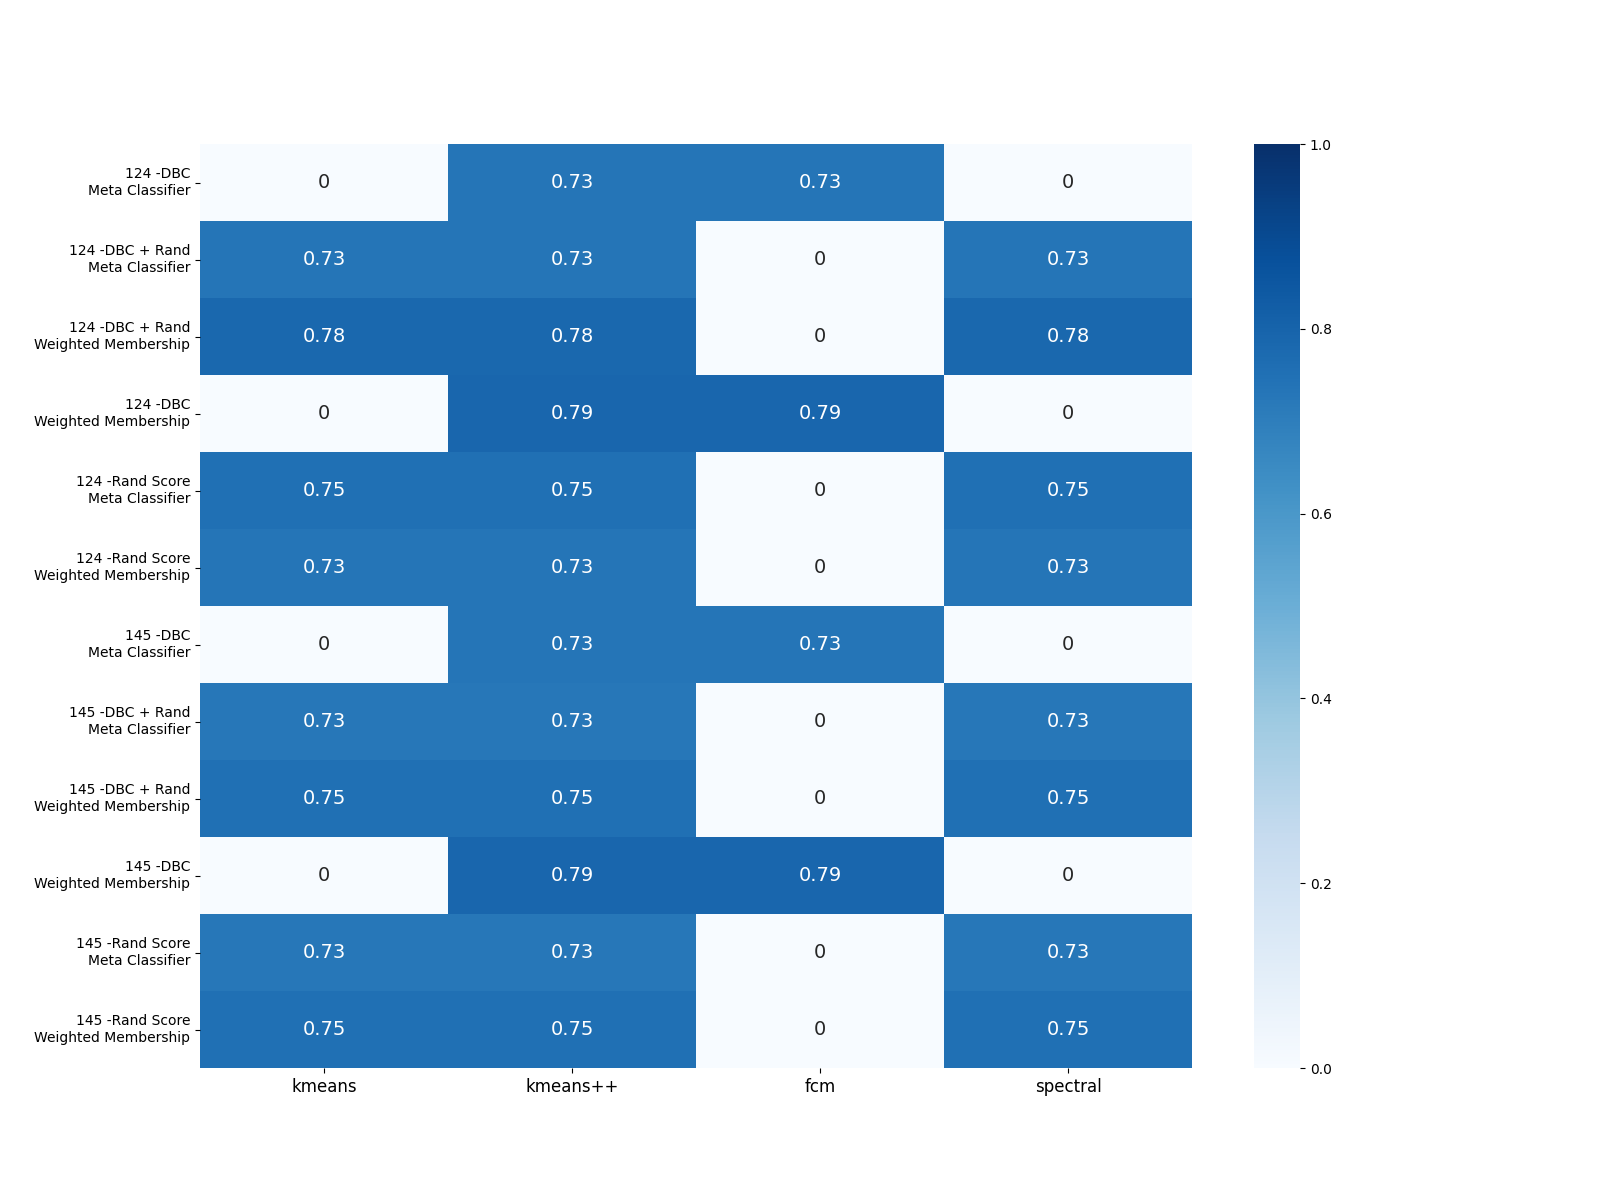 124 -DBC
Meta Classifier
0 0.73 0.73 0
124 -DBC + Rand
Meta Classifier
0.73 0.73 0 0.73
124 -DBC + Rand
Weighted Membership
0.78 0.78 0 0.78
124 -DBC
Weighted Membership
0 0.79 0.79 0
124 -Rand Score
Meta Classifier
0.75 0.75 0 0.75
124 -Rand Score
Weighted Membership
0.73 0.73 0 0.73
145 -DBC
Meta Classifier
0 0.73 0.73 0
145 -DBC + Rand
Meta Classifier
0.73 0.73 0 0.73
145 -DBC + Rand
Weighted Membership
0.75 0.75 0 0.75
145 -DBC
Weighted Membership
0 0.79 0.79 0
145 -Rand Score
Meta Classifier
0.73 0.73 0 0.73
145 -Rand Score
Weighted Membership
0.75 0.75 0 0.75
kmeans kmeans++ fcm spectral
1.0
0.8
0.6
0.4
0.2
0.0